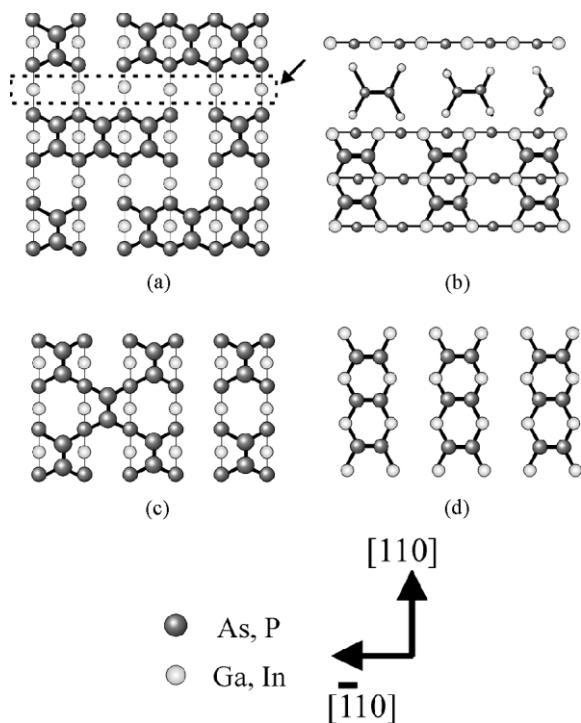 (a)
(b)
(c)
(d)
[110]
As, P
Ga, In
[1̅10]